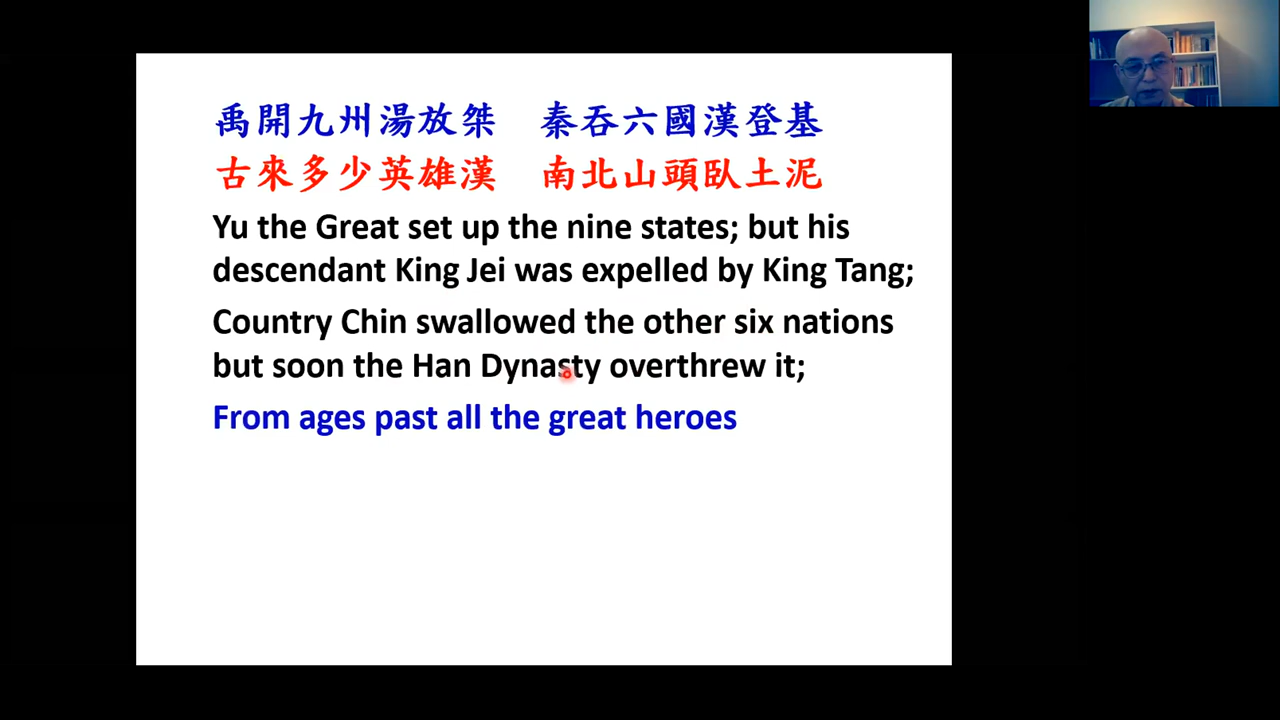 禹開九州湯放桀 秦吞六國漢登基
古來多少英雄漢 南北山頭臥土泥
Yu the Great set up the nine states; but his
descendant King Jei was expelled by King Tang;
Country Chin swallowed the other six nations
but soon the Han Dynasty overthrew it;
From ages past all the great heroes